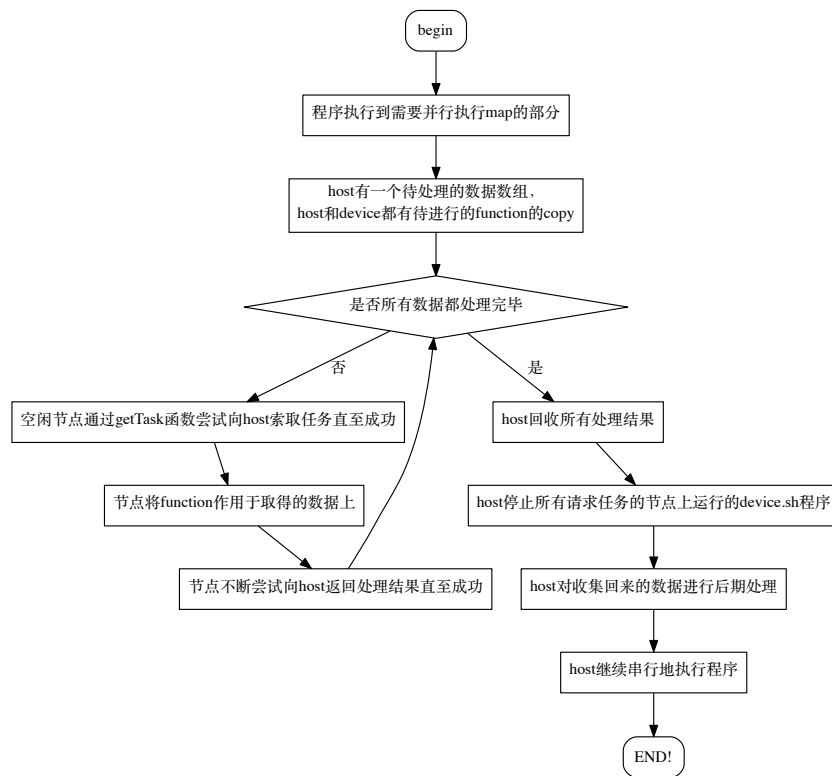 begin
程序执行到需要并行执行map的部分
host有一个待处理的数据数组，
host和device都有待进行的function的copy
是否所有数据都处理完毕
否
是
空闲节点通过getTask函数尝试向host索取任务直至成功
host回收所有处理结果
节点将function作用于取得的数据上
host停止所有请求任务的节点上运行的device.sh程序
节点不断尝试向host返回处理结果直至成功
host对收集回来的数据进行后期处理
host继续串行地执行程序
END!